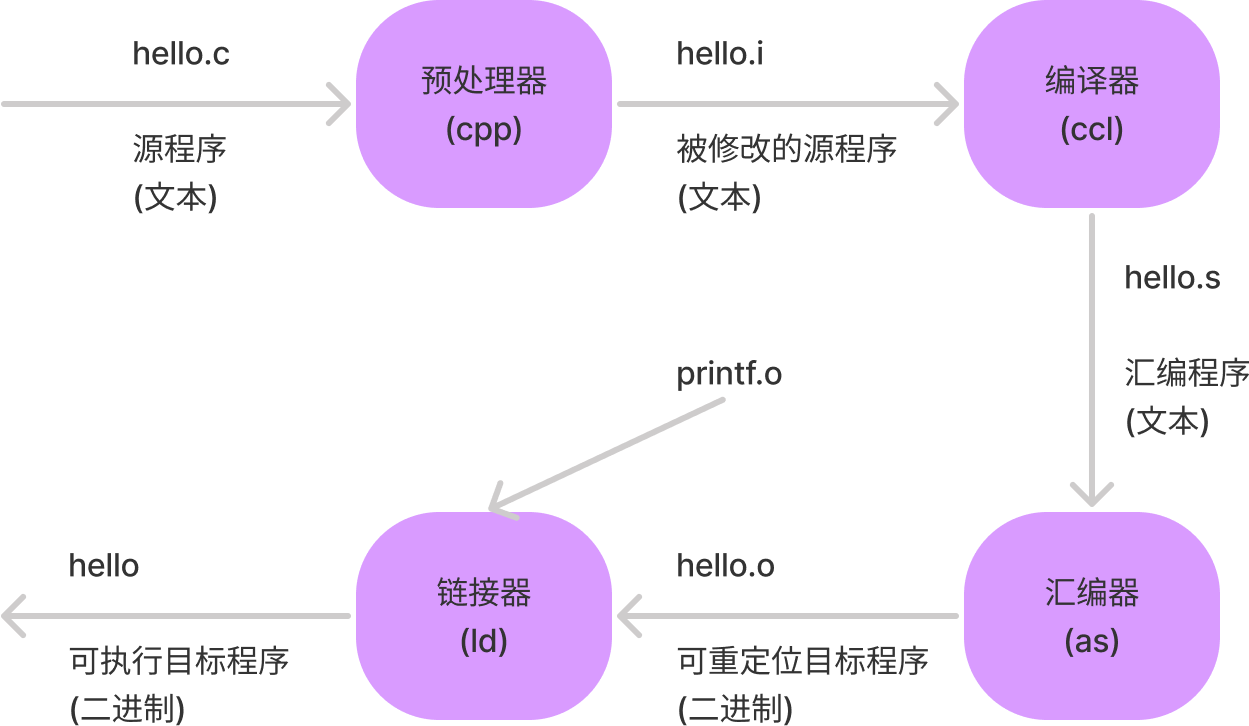 hello.c
源程序
(文本)
预处理器
(cpp)
hello.i
被修改的源程序
(文本)
编译器
(ccl)
hello.s
汇编程序
(文本)
printf.o
汇编器
(as)
hello.o
可重定位目标程序
(二进制)
链接器
(ld)
hello
可执行目标程序
(二进制)